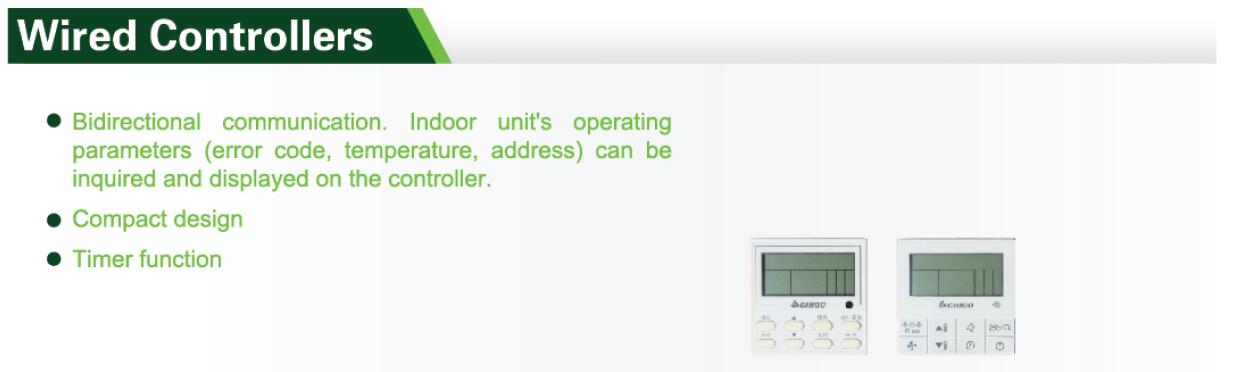 Wired Controllers
Bidirectional communication. Indoor unit's operating
parameters (error code, temperature, address) can be
inquired and displayed on the controller.
Compact design
Timer function
CHIGO
CHIGO